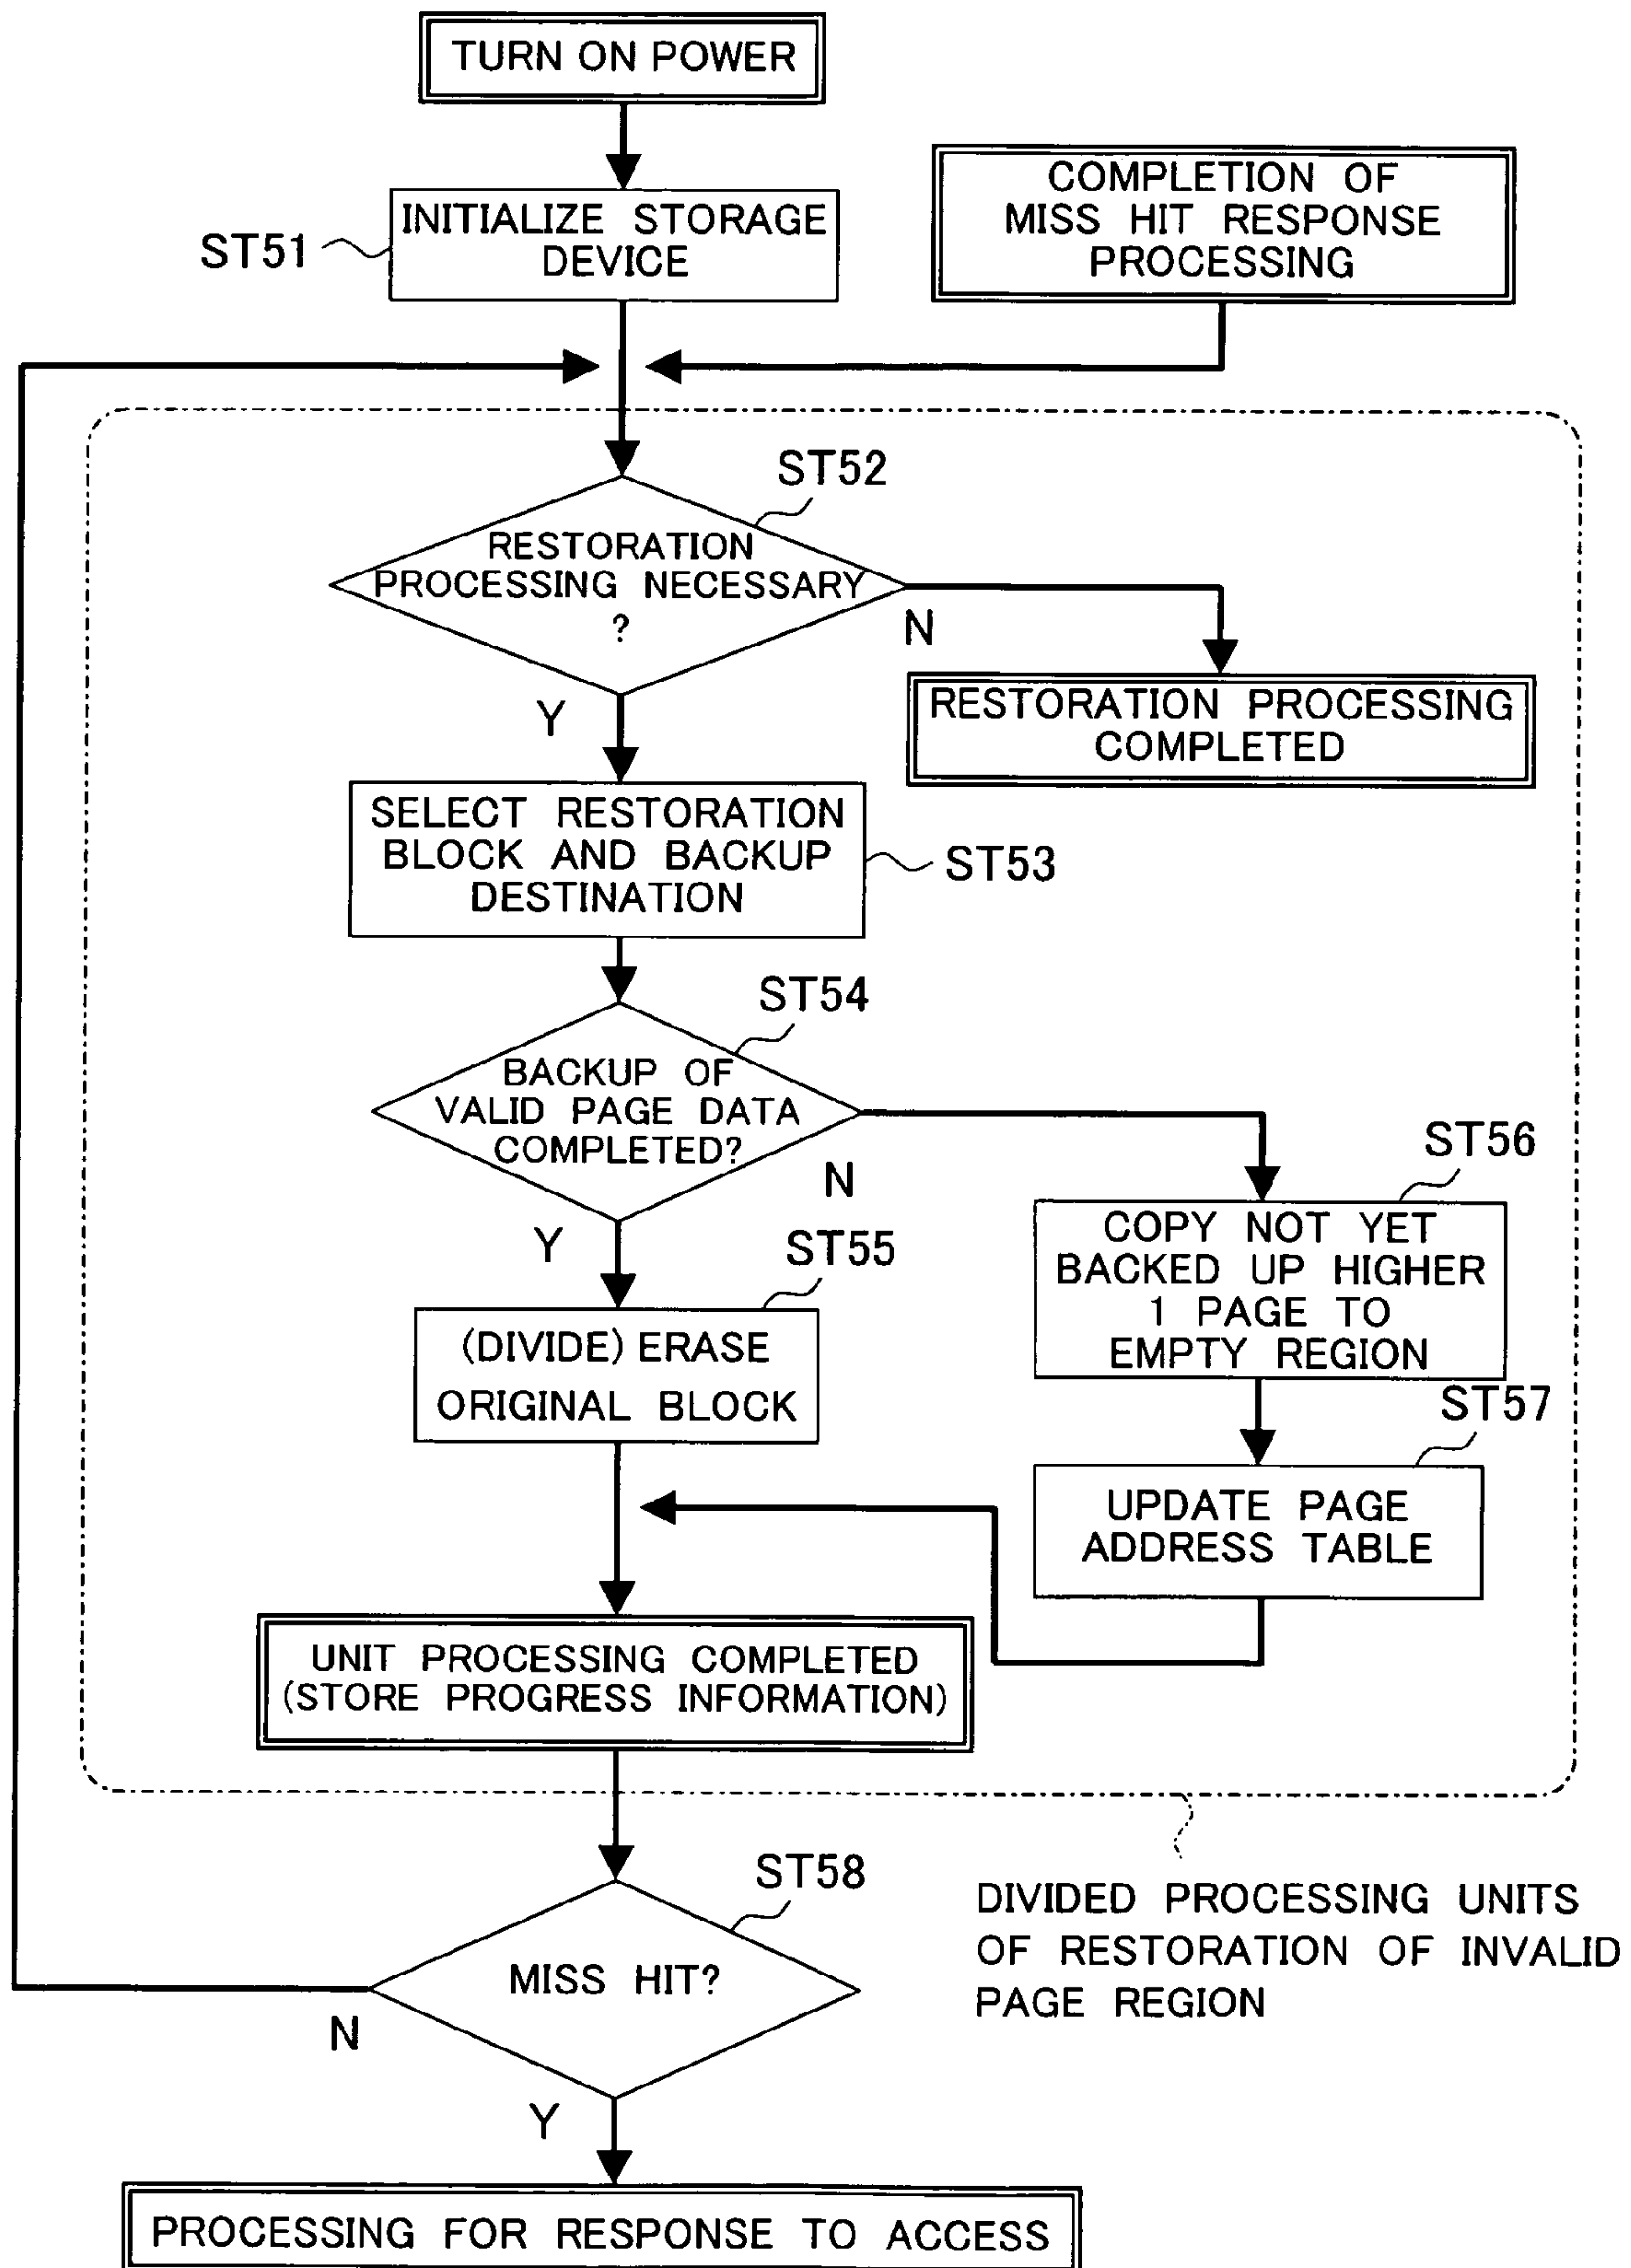 TURN ON POWER
ST51
INITIALIZE STORAGE
DEVICE
COMPLETION OF
MISS HIT RESPONSE
PROCESSING
ST52
RESTORATION
PROCESSING NECESSARY
?
N
Y
RESTORATION PROCESSING
COMPLETED
SELECT RESTORATION
BLOCK AND BACKUP
DESTINATION
ST53
ST54
BACKUP OF
VALID PAGE DATA
COMPLETED?
N
Y
ST56
COPY NOT YET
BACKED UP HIGHER
1 PAGE TO
EMPTY REGION
ST55
(DIVIDE) ERASE
ORIGINAL BLOCK
ST57
UPDATE PAGE
ADDRESS TABLE
UNIT PROCESSING COMPLETED
(STORE PROGRESS INFORMATION)
ST58
MISS HIT?
N
Y
DIVIDED PROCESSING UNITS
OF RESTORATION OF INVALID
PAGE REGION
PROCESSING FOR RESPONSE TO ACCESS